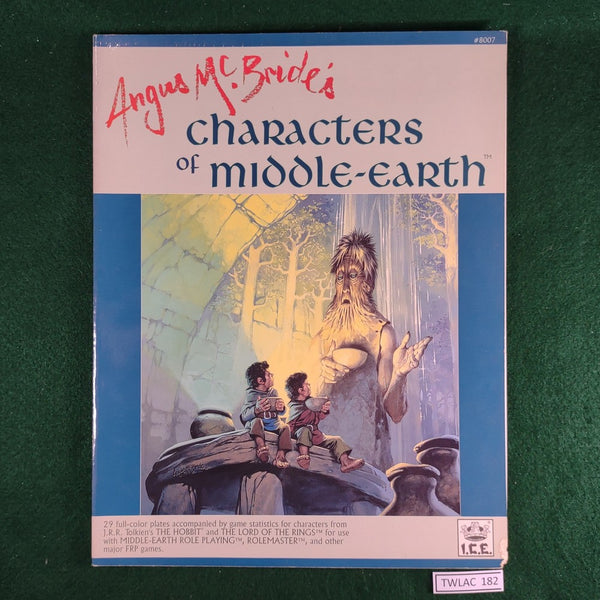 #8007
Angus McBride's
characters
of middle-earth™
29 full-color plates accompanied by game statistics for characters from
J.R.R. Tolkien's THE HOBBIT® and THE LORD OF THE RINGS™ for use
with MIDDLE-EARTH ROLE PLAYING™, ROLEMASTER™, and other
major FRP games.
I.C.E.
TWLAC 182